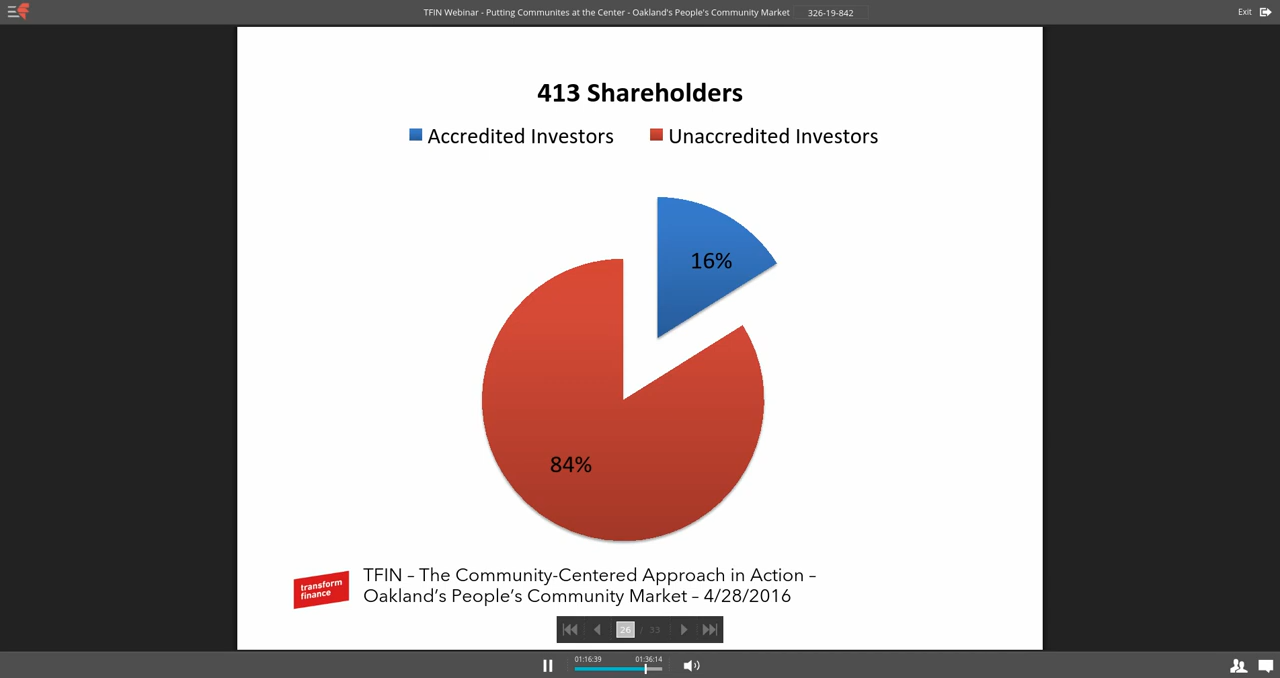 TFIN Webinar - Putting Communites at the Center - Oakland's People's Community Market 326-19-842
Exit
413 Shareholders
Accredited Investors Unaccredited Investors
16%
84%
transform
finance
TFIN – The Community-Centered Approach in Action –
Oakland’s People’s Community Market – 4/28/2016
26 / 33
01:16:39 01:36:14